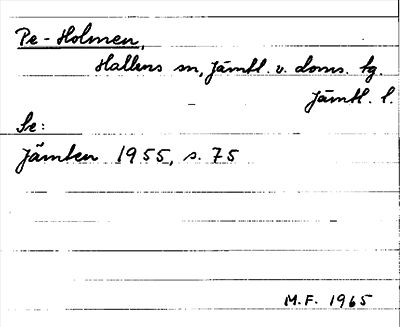 Pe-Holmen,
Hallens sn, Jämtl. v. doms. tg.
Jämtl. l.
Se:
Jämten 1955, s. 75
M.F. 1965